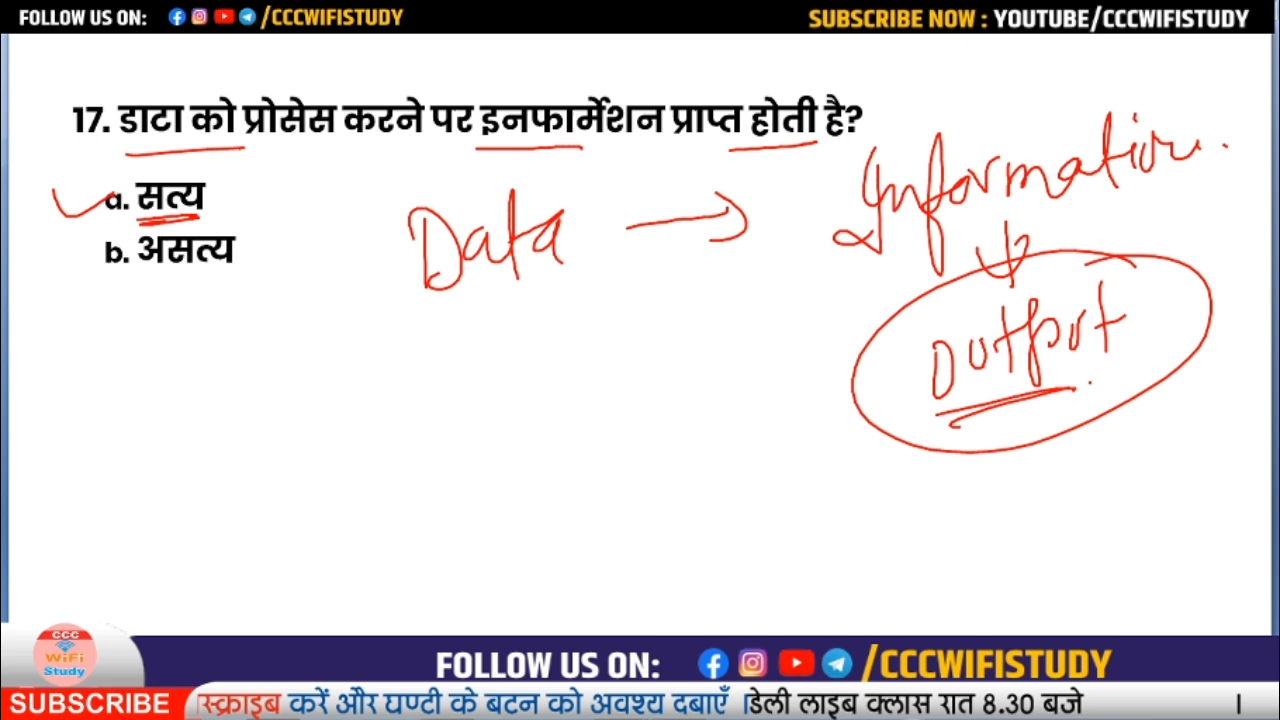 FOLLOW US ON: /CCCWIFISTUDY SUBSCRIBE NOW : YOUTUBE/CCCWIFISTUDY
17. डाटा को प्रोसेस करने पर इनफार्मेशन प्राप्त होती है?
a. सत्य
b. असत्य
Data → Information.
output
CCC
WiFi
Study
FOLLOW US ON: /CCCWIFISTUDY
SUBSCRIBE स्क्राइब करें और घण्टी के बटन को अवश्य दबाएँ ।डेली लाइब क्लास रात 8.30 बजे ।